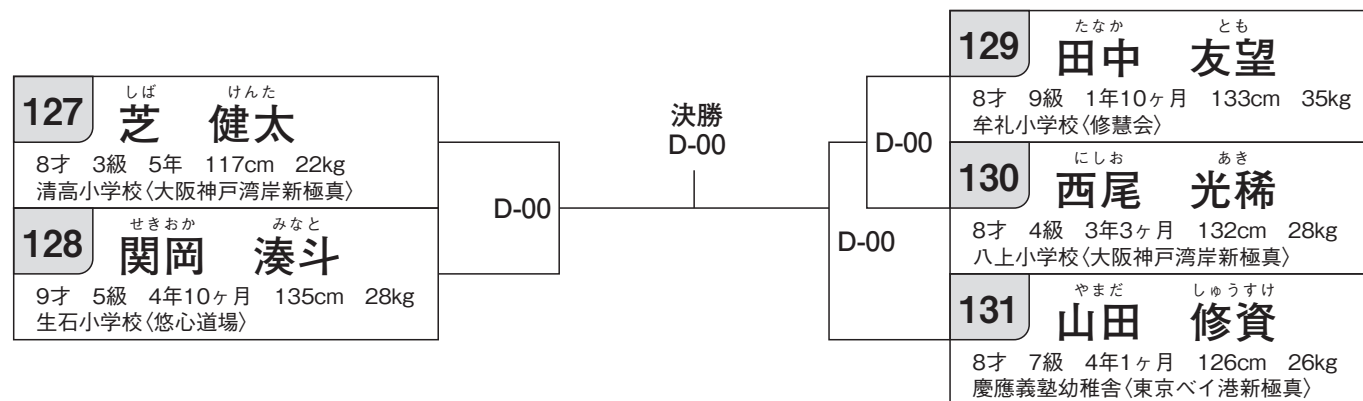 127
しば けんた
芝 健太
8才 3級 5年 117cm 22kg
清高小学校〈大阪神戸湾岸新極真〉
128
せきおか みなと
関岡 湊斗
9才 5級 4年10ヶ月 135cm 28kg
生石小学校〈悠心道場〉
D-00
決勝
D-00
D-00
D-00
129
たなか とも
田中 友望
8才 9級 1年10ヶ月 133cm 35kg
牟礼小学校〈修慧会〉
130
にしお あき
西尾 光稀
8才 4級 3年3ヶ月 132cm 28kg
八上小学校〈大阪神戸湾岸新極真〉
131
やまだ しゅうすけ
山田 修資
8才 7級 4年1ヶ月 126cm 26kg
慶應義塾幼稚舎〈東京ベイ港新極真〉